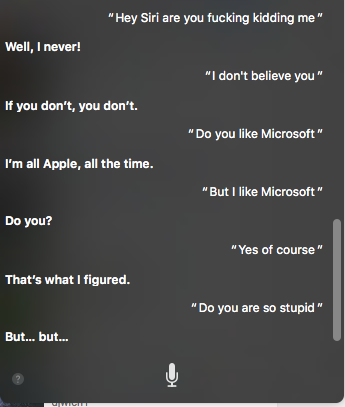 “Hey Siri are you fucking kidding me”
Well, I never!
“I don't believe you”
If you don’t, you don’t.
“Do you like Microsoft”
I’m all Apple, all the time.
“But I like Microsoft”
Do you?
“Yes of course”
That’s what I figured.
“Do you are so stupid”
But... but...
?